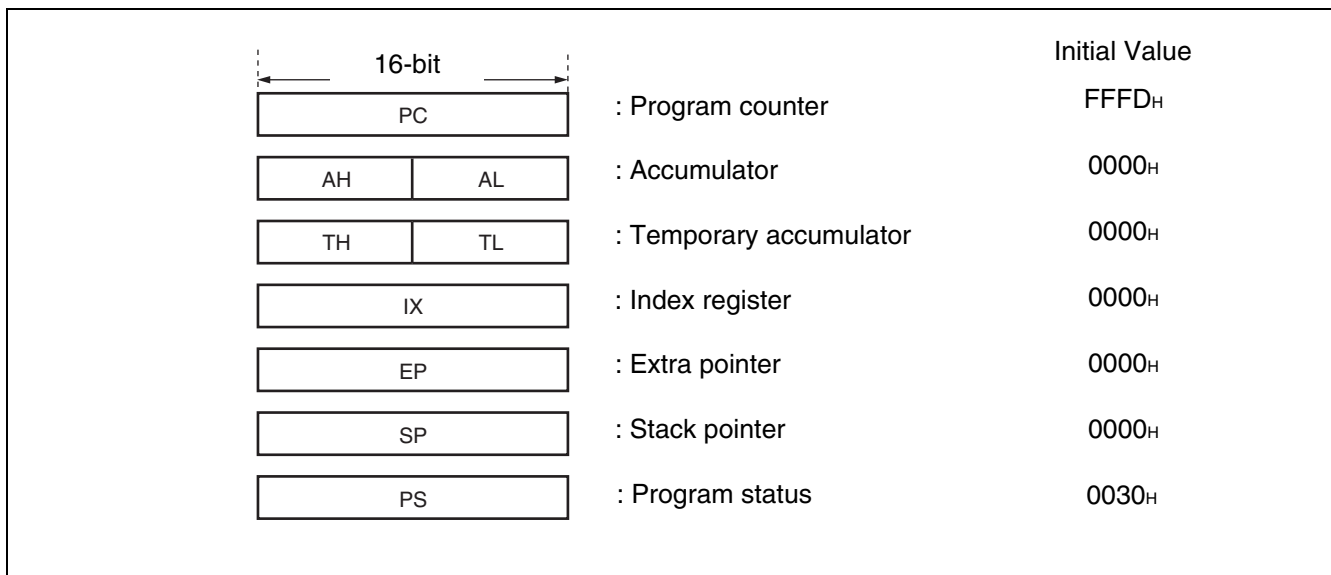 16-bit
Initial Value
PC : Program counter FFFDH
AH AL : Accumulator 0000H
TH TL : Temporary accumulator 0000H
IX : Index register 0000H
EP : Extra pointer 0000H
SP : Stack pointer 0000H
PS : Program status 0030H